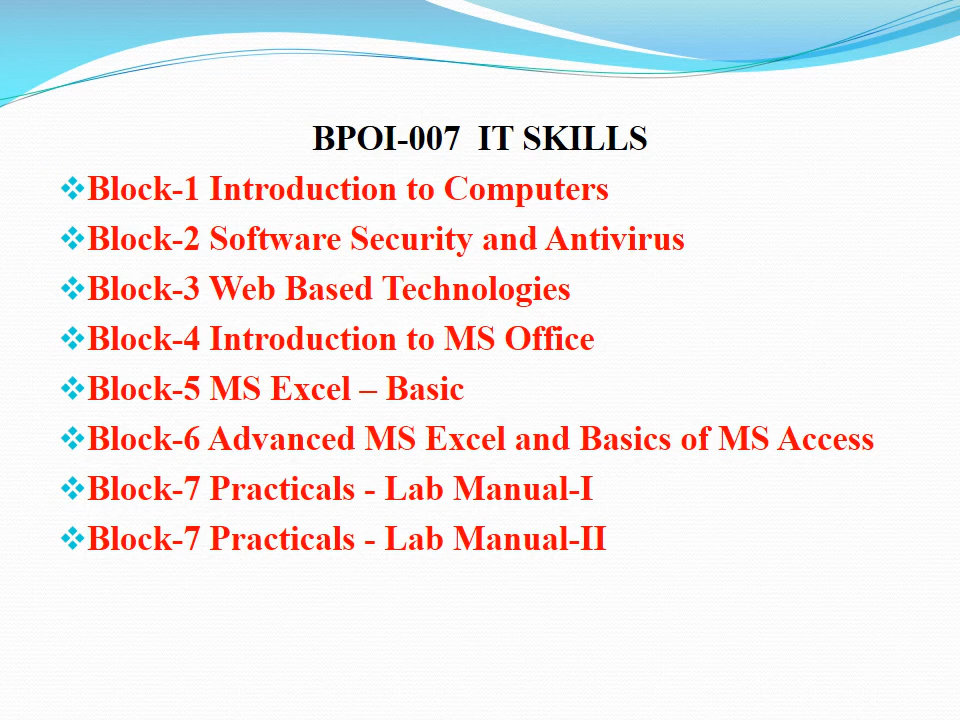 BPOI-007 IT SKILLS
Block-1 Introduction to Computers
Block-2 Software Security and Antivirus
Block-3 Web Based Technologies
Block-4 Introduction to MS Office
Block-5 MS Excel – Basic
Block-6 Advanced MS Excel and Basics of MS Access
Block-7 Practicals - Lab Manual-I
Block-7 Practicals - Lab Manual-II